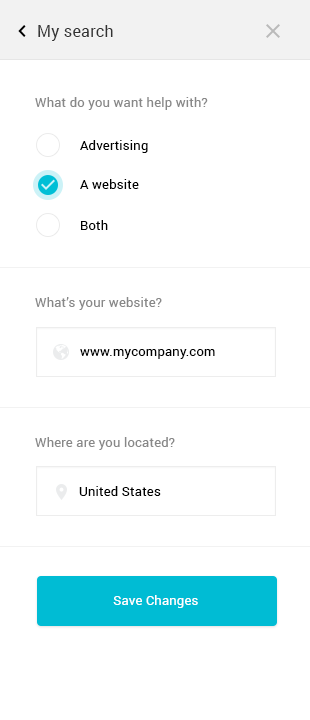 My search
What do you want help with?
Advertising
A website
Both
What's your website?
www.mycompany.com
Where are you located?
United States
Save Changes